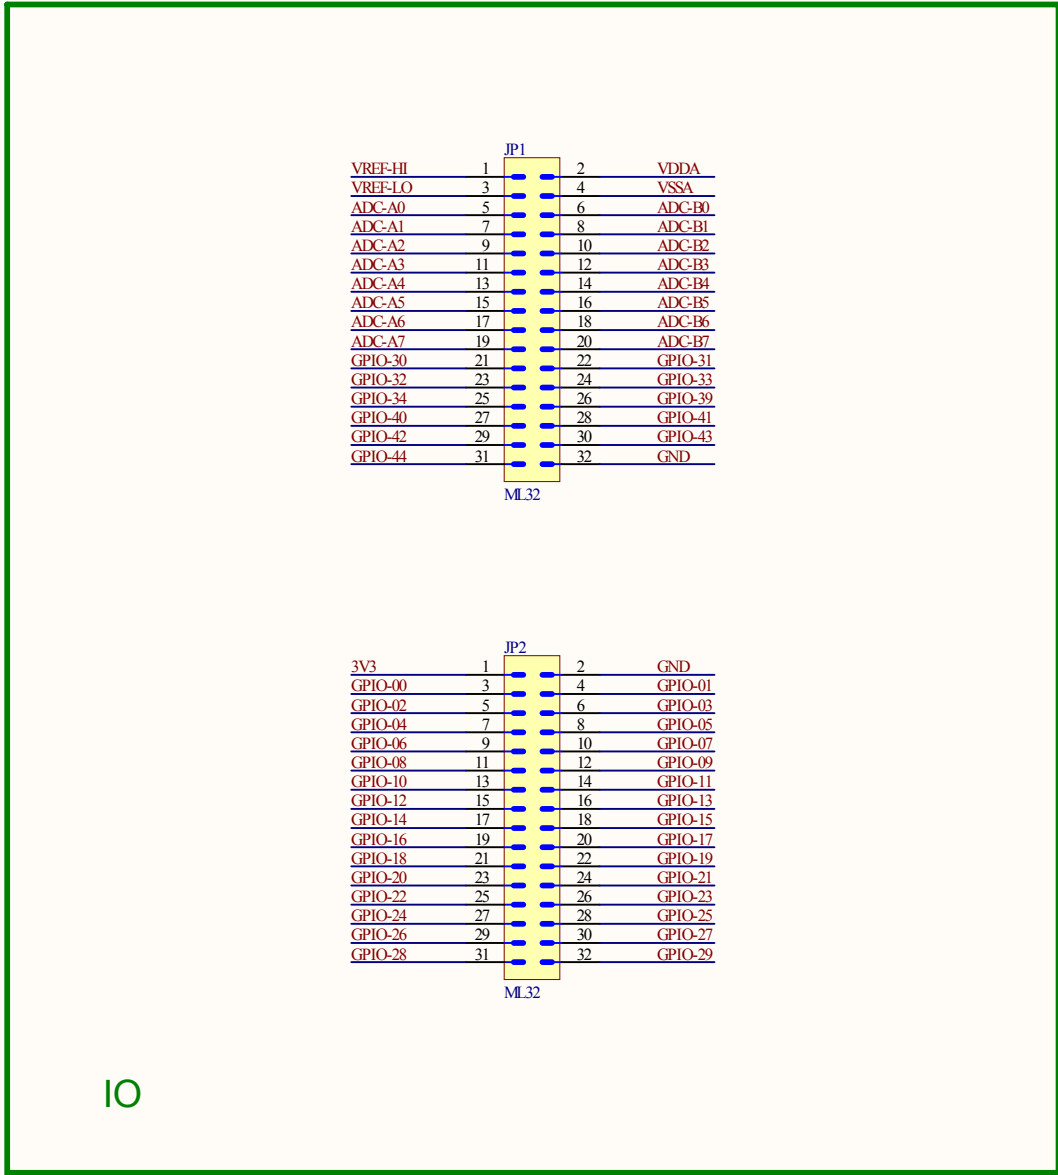 JP1
VREF-HI 1 2 VDDA
VREF-LO 3 4 VSSA
ADC-A0 5 6 ADC-B0
ADC-A1 7 8 ADC-B1
ADC-A2 9 10 ADC-B2
ADC-A3 11 12 ADC-B3
ADC-A4 13 14 ADC-B4
ADC-A5 15 16 ADC-B5
ADC-A6 17 18 ADC-B6
ADC-A7 19 20 ADC-B7
GPIO-30 21 22 GPIO-31
GPIO-32 23 24 GPIO-33
GPIO-34 25 26 GPIO-39
GPIO-40 27 28 GPIO-41
GPIO-42 29 30 GPIO-43
GPIO-44 31 32 GND
ML32
JP2
3V3 1 2 GND
GPIO-00 3 4 GPIO-01
GPIO-02 5 6 GPIO-03
GPIO-04 7 8 GPIO-05
GPIO-06 9 10 GPIO-07
GPIO-08 11 12 GPIO-09
GPIO-10 13 14 GPIO-11
GPIO-12 15 16 GPIO-13
GPIO-14 17 18 GPIO-15
GPIO-16 19 20 GPIO-17
GPIO-18 21 22 GPIO-19
GPIO-20 23 24 GPIO-21
GPIO-22 25 26 GPIO-23
GPIO-24 27 28 GPIO-25
GPIO-26 29 30 GPIO-27
GPIO-28 31 32 GPIO-29
ML32
IO